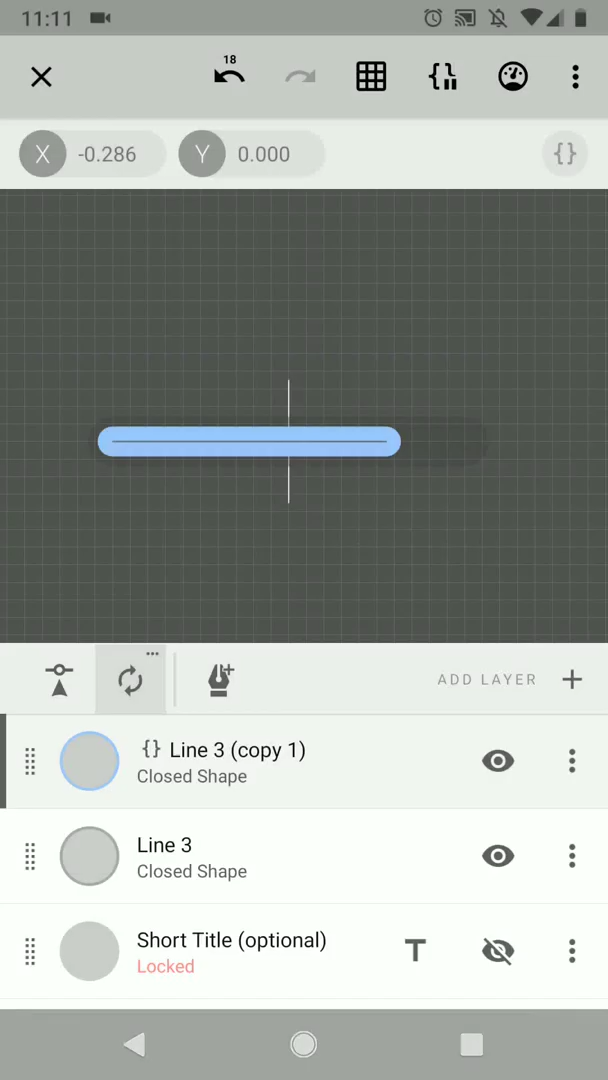 11:11
18
X -0.286 Y 0.000 {}
ADD LAYER +
{} Line 3 (copy 1)
Closed Shape
Line 3
Closed Shape
Short Title (optional) T
Locked